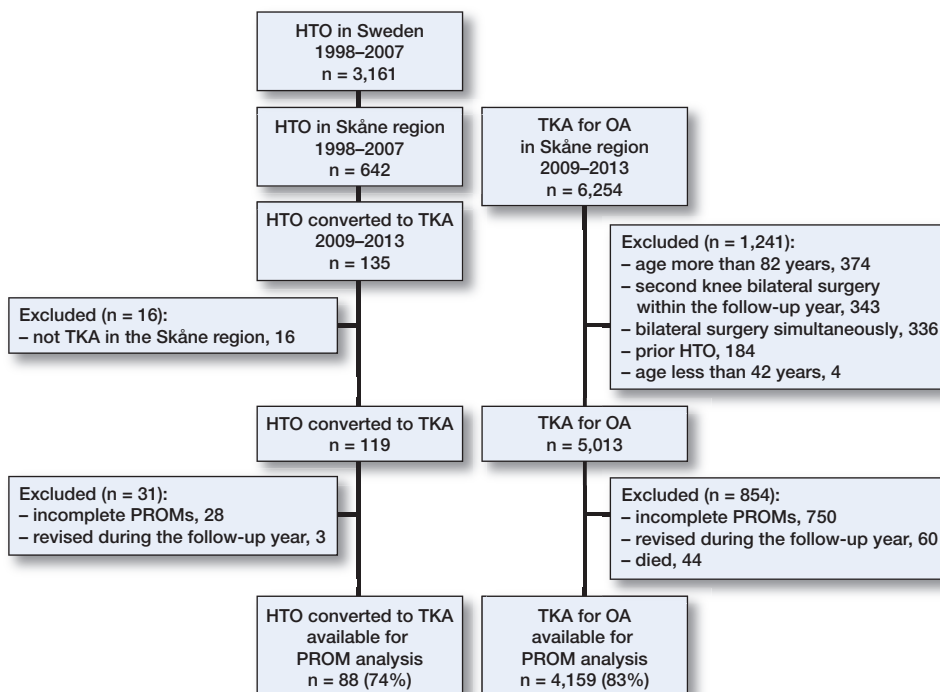 HTO in Sweden
1998–2007
n = 3,161
HTO in Skåne region
1998–2007
n = 642
TKA for OA
in Skåne region
2009–2013
n = 6,254
HTO converted to TKA
2009–2013
n = 135
Excluded (n = 1,241):
– age more than 82 years, 374
– second knee bilateral surgery
within the follow-up year, 343
– bilateral surgery simultaneously, 336
– prior HTO, 184
– age less than 42 years, 4
Excluded (n = 16):
– not TKA in the Skåne region, 16
HTO converted to TKA
n = 119
TKA for OA
n = 5,013
Excluded (n = 31):
– incomplete PROMs, 28
– revised during the follow-up year, 3
Excluded (n = 854):
– incomplete PROMs, 750
– revised during the follow-up year, 60
– died, 44
HTO converted to TKA
available for
PROM analysis
n = 88 (74%)
TKA for OA
available for
PROM analysis
n = 4,159 (83%)